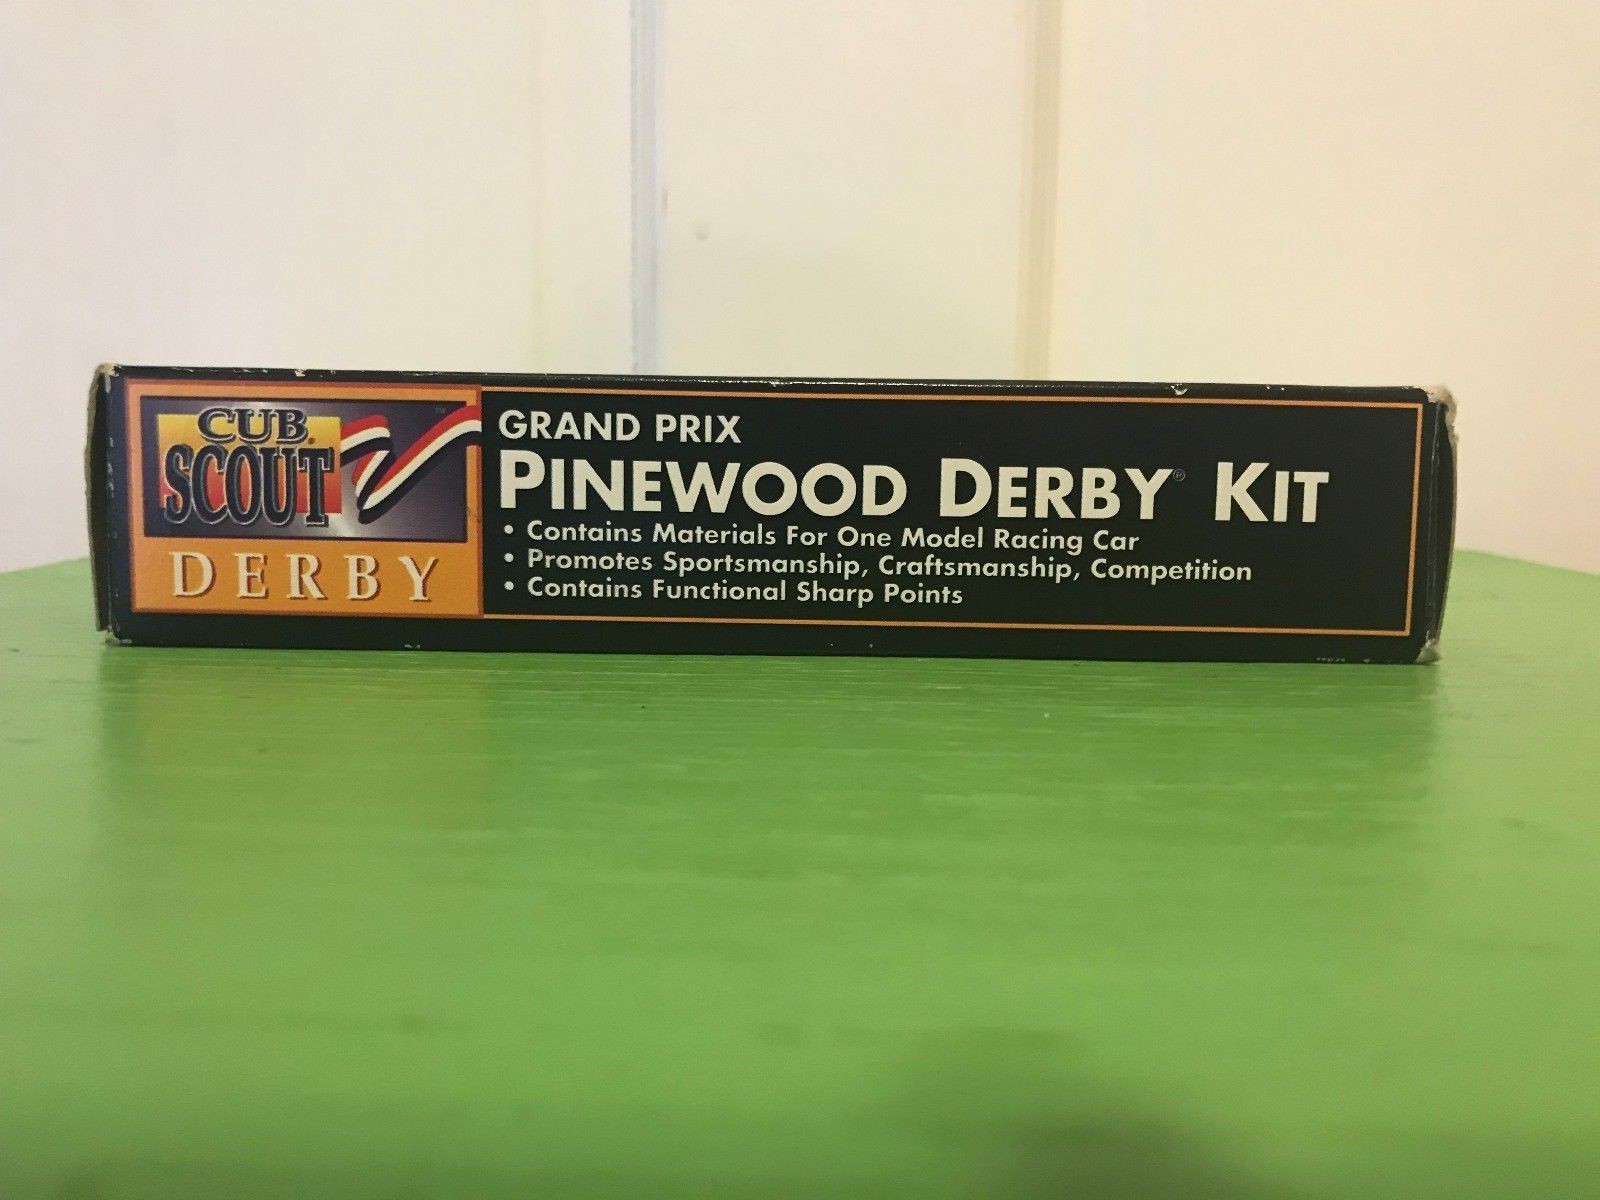 CUB
SCOUT
DERBY
GRAND PRIX
PINEWOOD DERBY® KIT
• Contains Materials For One Model Racing Car
• Promotes Sportsmanship, Craftsmanship, Competition
• Contains Functional Sharp Points